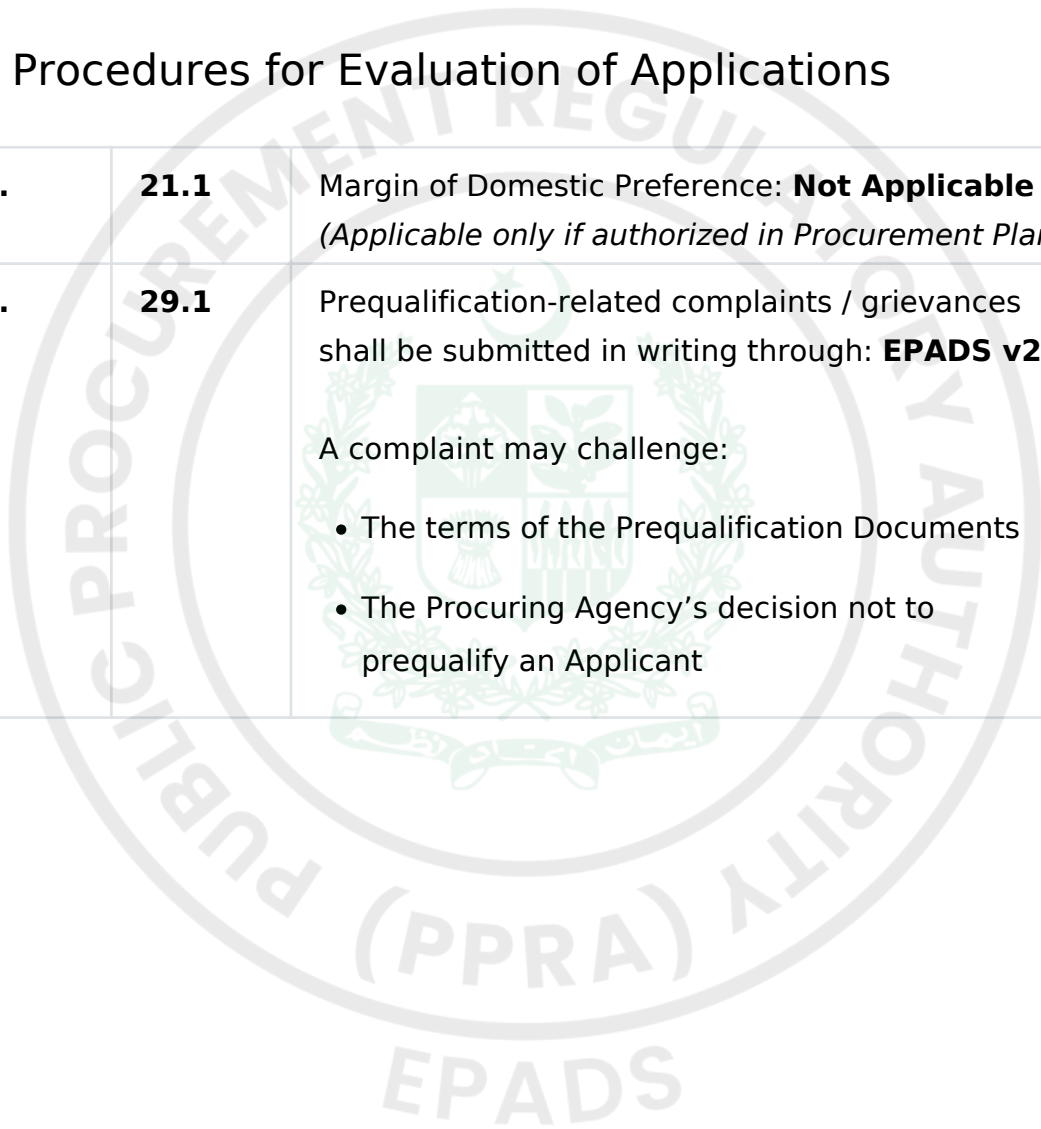 Procedures for Evaluation of Applications
. 21.1 Margin of Domestic Preference: Not Applicable
(Applicable only if authorized in Procurement
. 29.1 Prequalification-related complaints / grievances
shall be submitted in writing through: EPADS v2
A complaint may challenge:
• The terms of the Prequalification Documents
• The Procuring Agency’s decision not to
prequalify an Applicant
PUBLIC PROCUREMENT REGULATORY AUTHORITY
(PPRA)
EPADS